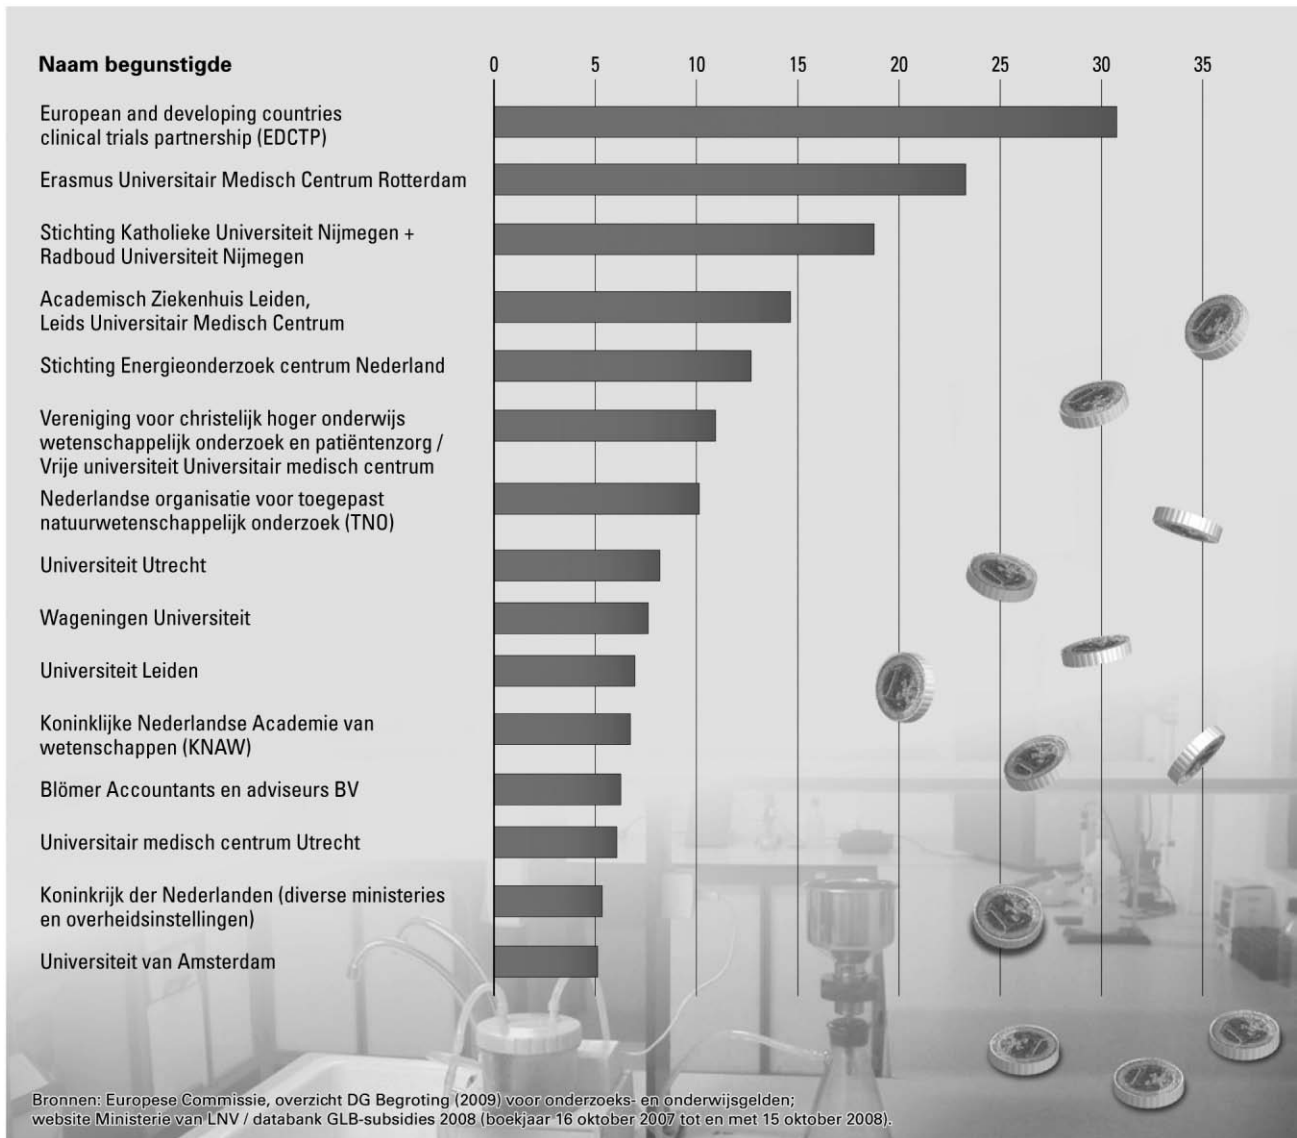 Naam begunstigde
0 5 10 15 20 25 30 35
European and developing countries
clinical trials partnership (EDCTP)
Erasmus Universitair Medisch Centrum Rotterdam
Stichting Katholieke Universiteit Nijmegen +
Radboud Universiteit Nijmegen
Academisch Ziekenhuis Leiden,
Leids Universitair Medisch Centrum
Stichting Energieonderzoek centrum Nederland
Vereniging voor christelijk hoger onderwijs
wetenschappelijk onderzoek en patiëntenzorg /
Vrije universiteit Universitair medisch centrum
Nederlandse organisatie voor toegepast
natuurwetenschappelijk onderzoek (TNO)
Universiteit Utrecht
Wageningen Universiteit
Universiteit Leiden
Koninklijke Nederlandse Academie van
wetenschappen (KNAW)
Blömer Accountants en adviseurs BV
Universitair medisch centrum Utrecht
Koninkrijk der Nederlanden (diverse ministeries
en overheidsinstellingen)
Universiteit van Amsterdam
Bronnen: Europese Commissie, overzicht DG Begroting (2009) voor onderzoeks- en onderwijsgelden;
website Ministerie van LNV / databank GLB-subsidies 2008 (boekjaar 16 oktober 2007 tot en met 15 oktober 2008).